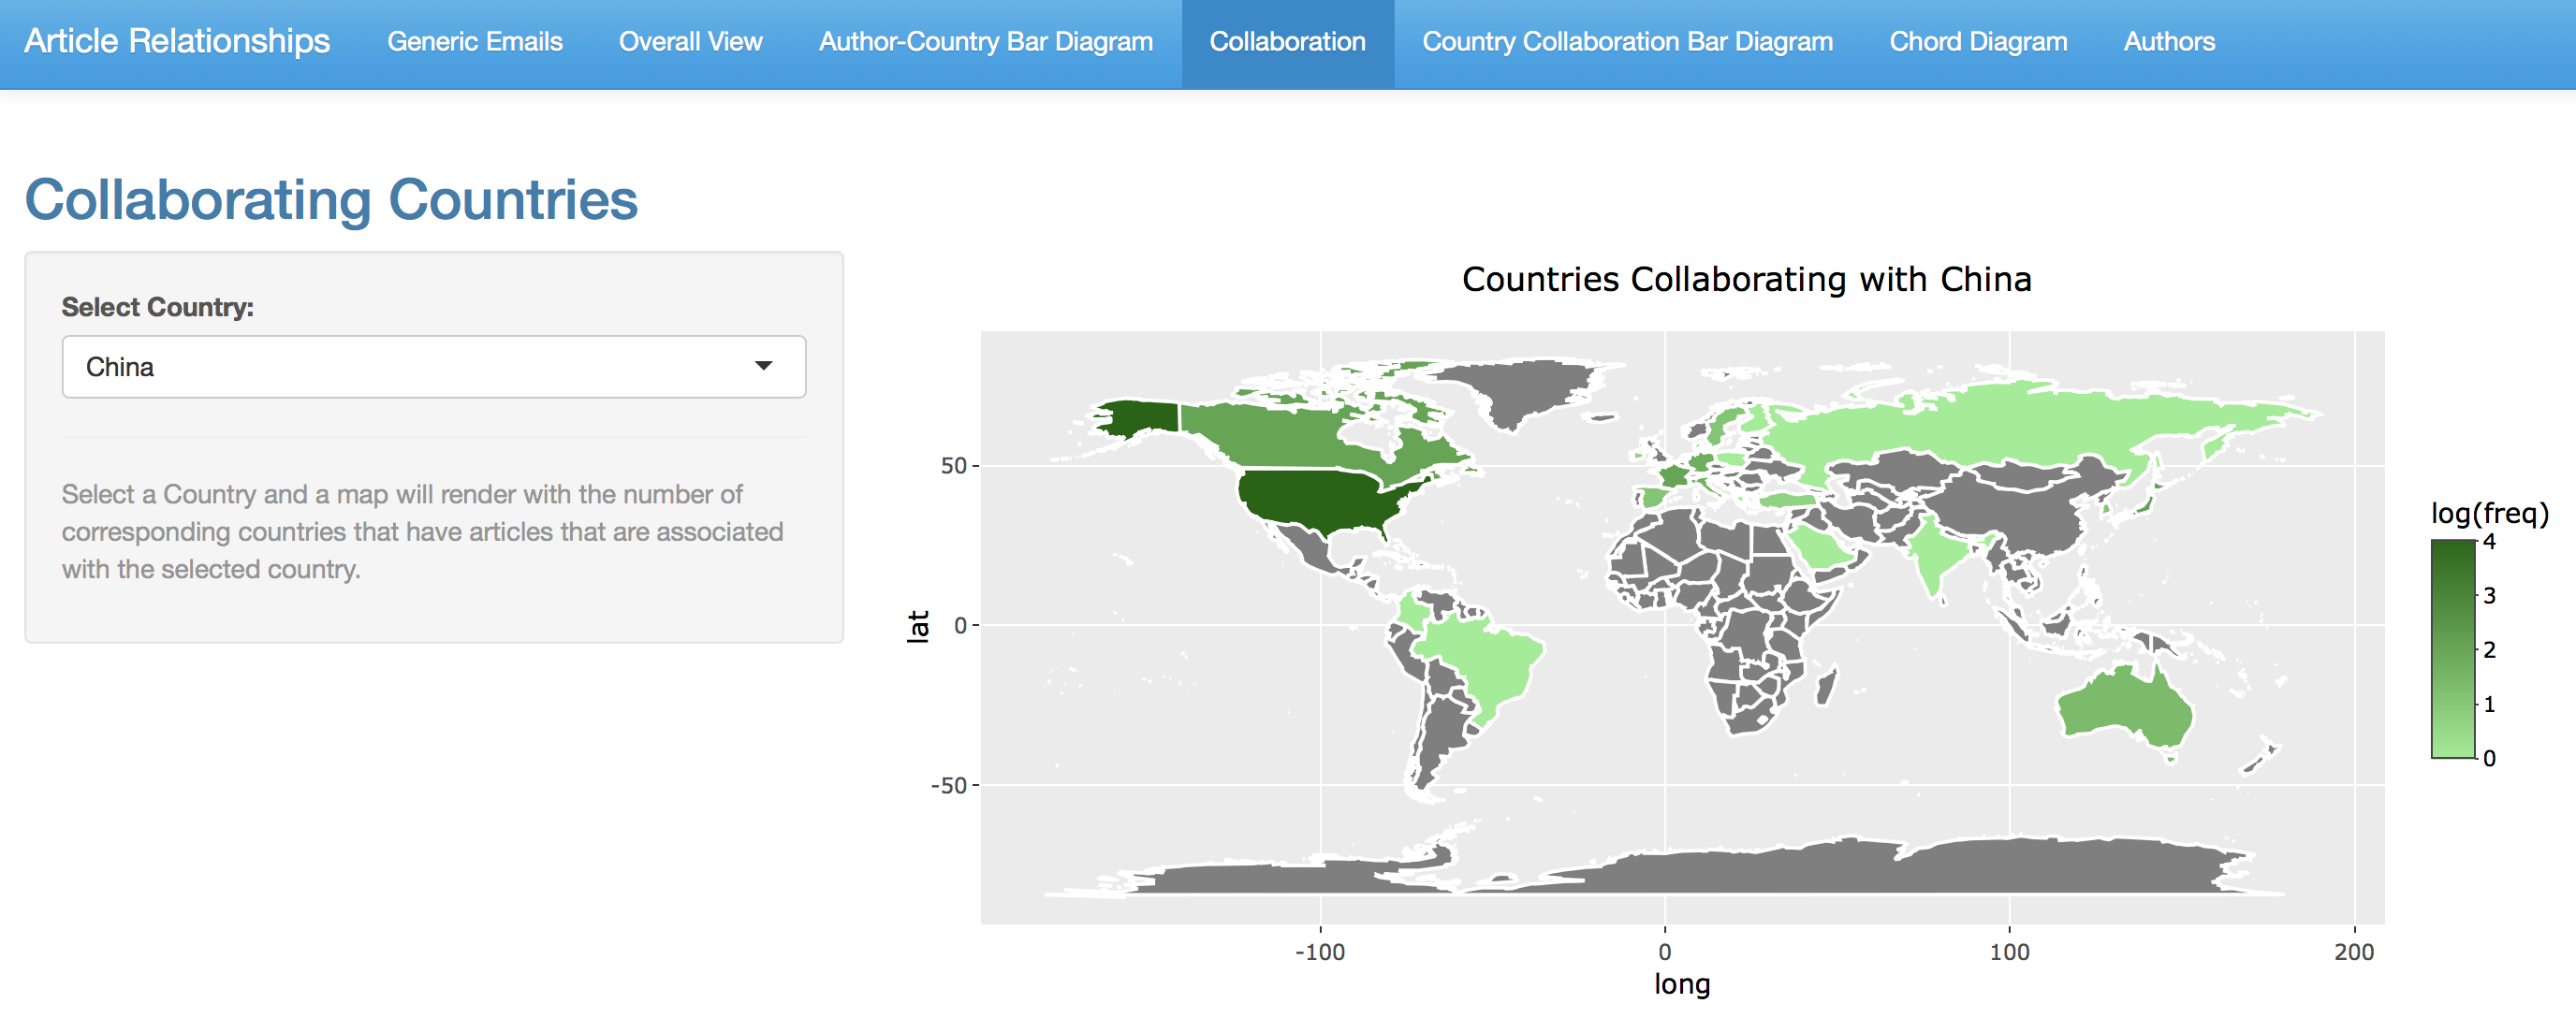 Article Relationships Generic Emails Overall View Author-Country Bar Diagram Collaboration Country Collaboration Bar Diagram Chord Diagram Authors
Collaborating Countries
Select Country:
China
Select a Country and a map will render with the number of
corresponding countries that have articles that are associated
with the selected country.
Countries Collaborating with China
50
0
-50
lat
-100 0 100 200
long
log(freq)
4
3
2
1
0